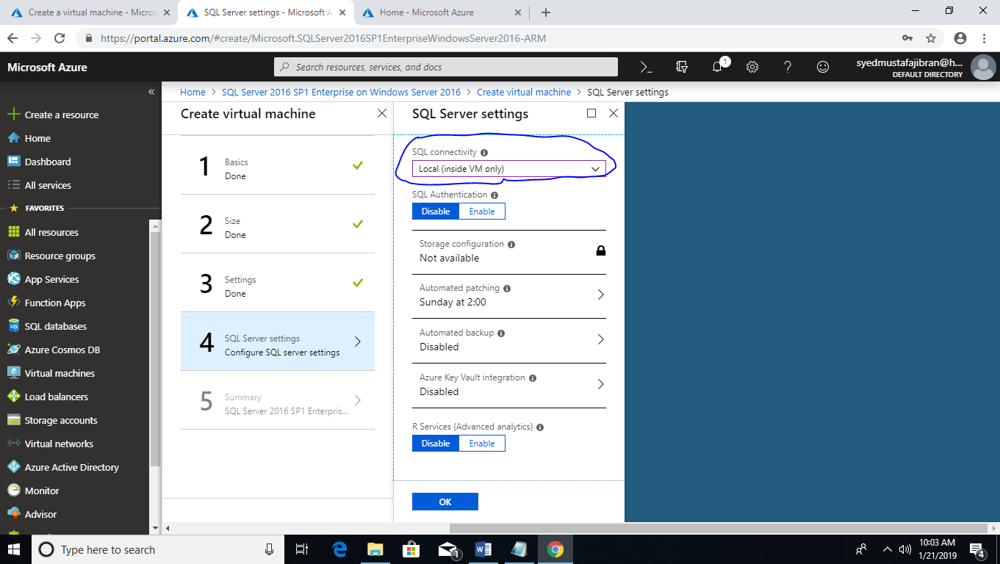 Create a virtual machine - Micros
SQL Server settings - Microsoft A
Home - Microsoft Azure
https://portal.azure.com/#create/Microsoft.SQLServer2016SP1EnterpriseWindowsServer2016-ARM
Microsoft Azure
Search resources, services, and docs
1
syedmustafajibran@h...
DEFAULT DIRECTORY
Home > SQL Server 2016 SP1 Enterprise on Windows Server 2016 > Create virtual machine > SQL Server settings
Create a resource
Home
Dashboard
All services
FAVORITES
All resources
Resource groups
App Services
Function Apps
SQL databases
Azure Cosmos DB
Virtual machines
Load balancers
Storage accounts
Virtual networks
Azure Active Directory
Monitor
Advisor
Create virtual machine
1 Basics
Done
2 Size
Done
3 Settings
Done
4 SQL Server settings
Configure SQL server settings
5 Summary
SQL Server 2016 SP1 Enterpris...
SQL Server settings
SQL connectivity
Local (inside VM only)
SQL Authentication
Disable Enable
Storage configuration
Not available
Automated patching
Sunday at 2:00
Automated backup
Disabled
Azure Key Vault integration
Disabled
R Services (Advanced analytics)
Disable Enable
OK
Type here to search
1
10:03 AM
1/21/2019
4